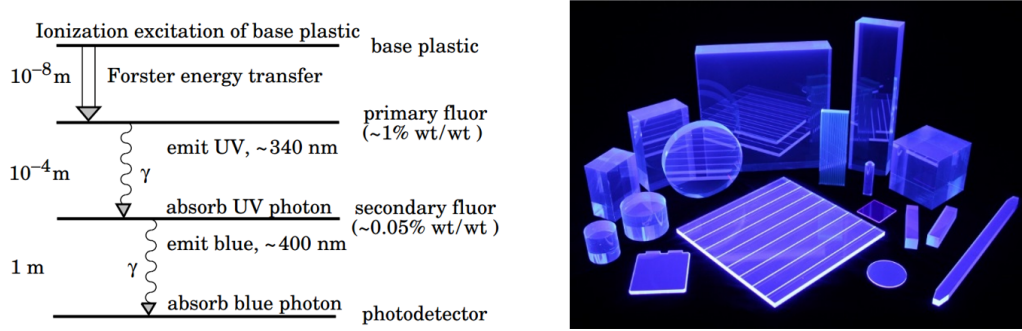 Ionization excitation of base plastic
base plastic
10⁻⁸ m
Forster energy transfer
primary fluor
(~1% wt/wt )
emit UV, ~340 nm
10⁻⁴ m
γ
absorb UV photon
secondary fluor
(~0.05% wt/wt )
emit blue, ~400 nm
1 m
γ
absorb blue photon
photodetector